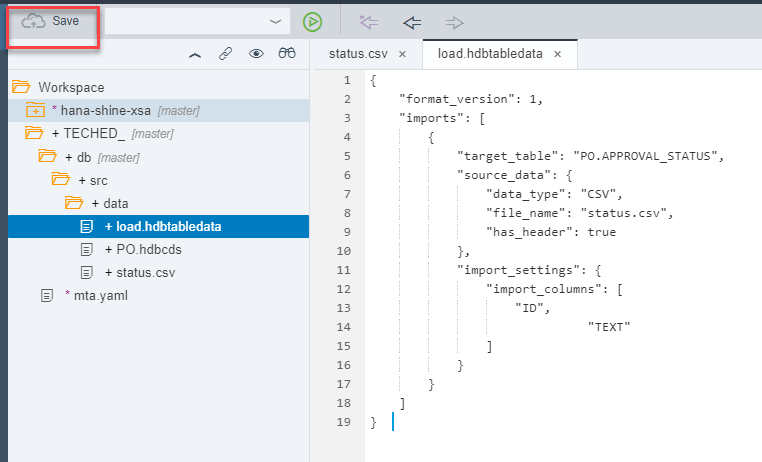 Save
status.csv ×
load.hdbtabledata ×
Workspace
* hana-shine-xsa [master]
+ TECHED_ [master]
+ db [master]
+ src
+ data
+ load.hdbtabledata
+ PO.hdbcds
+ status.csv
* mta.yaml
1 {
2 "format_version": 1,
3 "imports": [
4 {
5 "target_table": "PO.APPROVAL_STATUS",
6 "source_data": {
7 "data_type": "CSV",
8 "file_name": "status.csv",
9 "has_header": true
10 },
11 "import_settings": {
12 "import_columns": [
13 "ID",
14 "TEXT"
15 ]
16 }
17 }
18 ]
19 }